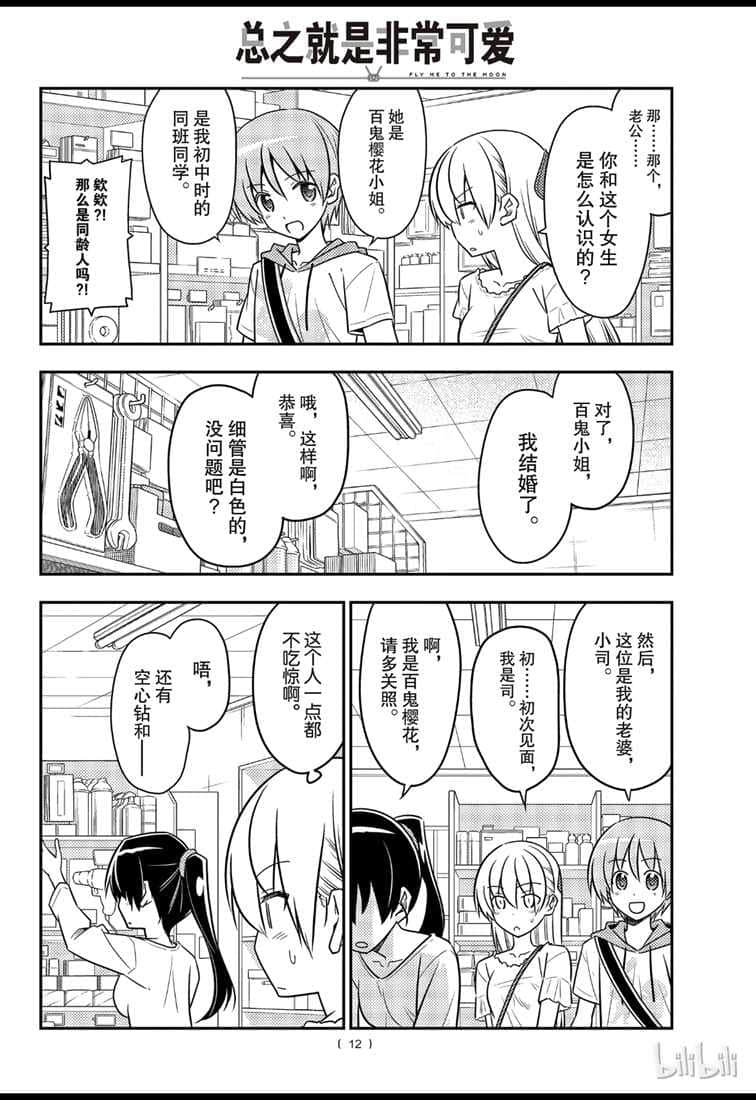 总之就是非常可爱
FLY ME TO THE MOON
那……那个，
老公……
你和这个女生
是怎么认识的？
她是
百鬼樱花小姐。
是我初中时的
同班同学。
欸欸?!
那么是同龄人吗?!
对了，
百鬼小姐，
我结婚了。
哦，这样啊，
恭喜。
细管是白色的，
没问题吧？
然后，
这位是我的老婆，
小司。
初……初次见面，
我是司。
啊，
我是百鬼樱花，
请多关照。
这个人一点都
不吃惊啊。
唔，
还有
空心钻和——
( 12 )
bilibili